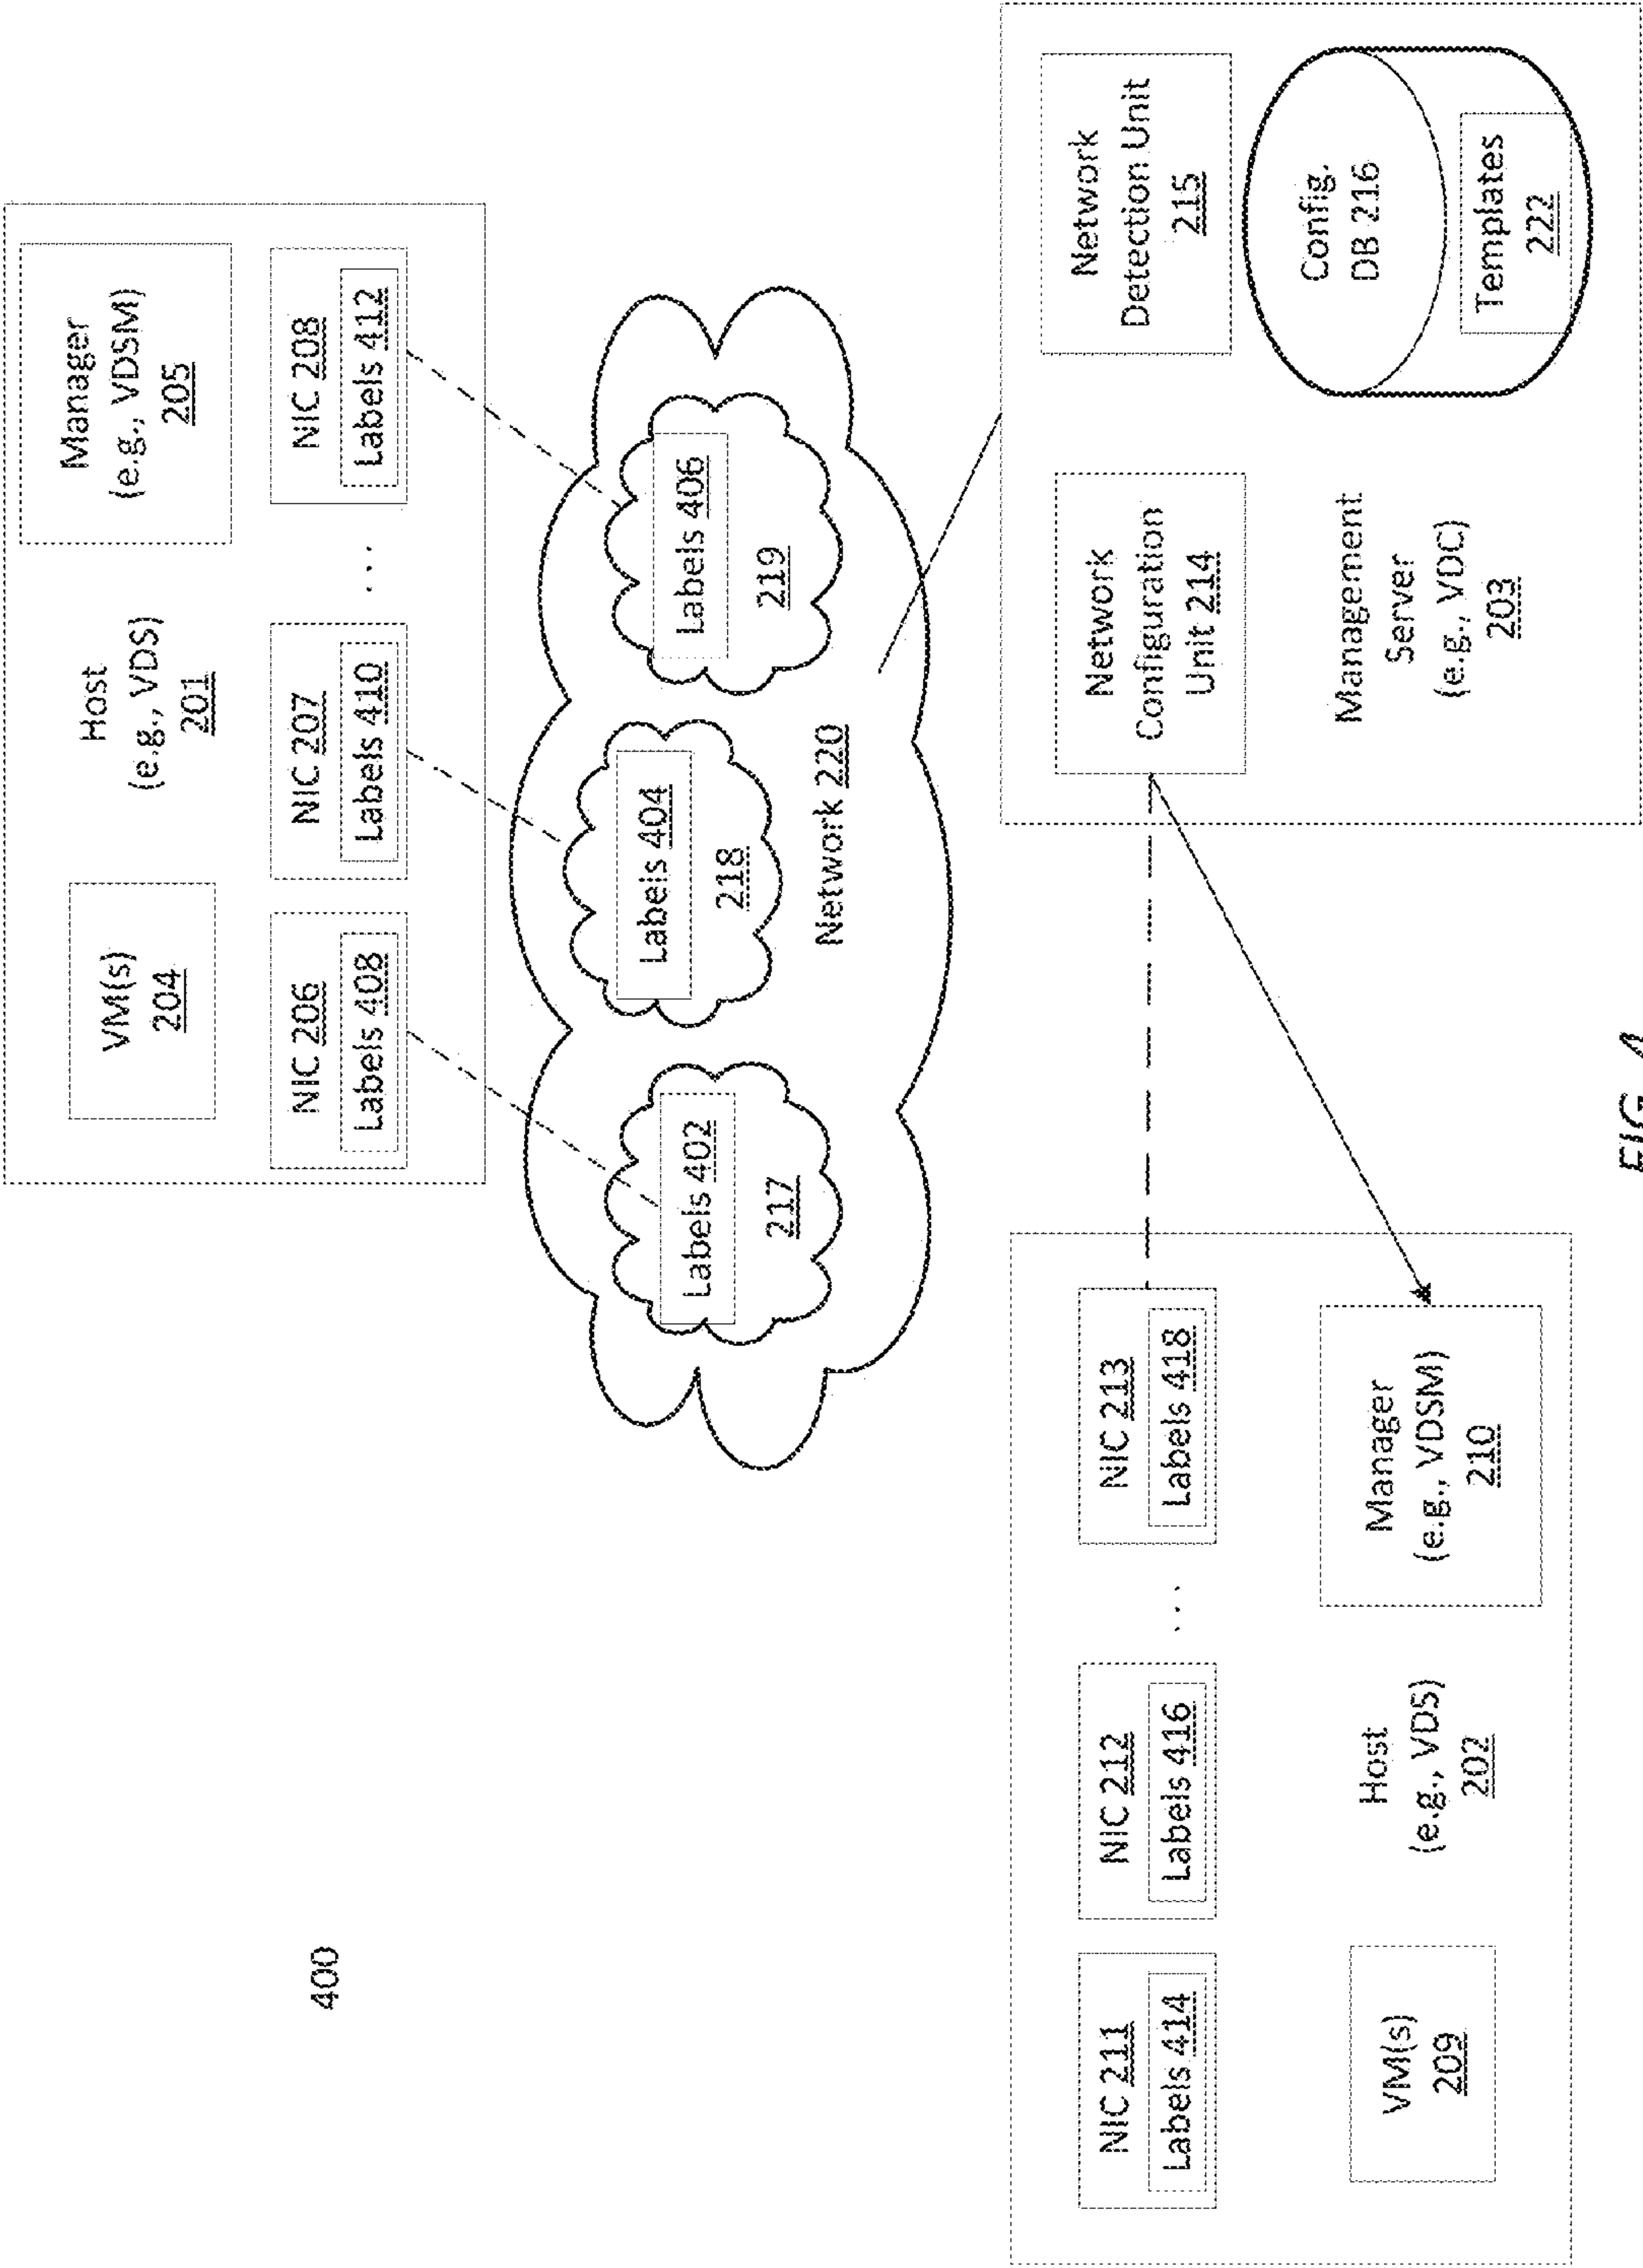 400
VM(s)
204
Host
(e.g., VDS)
201
Manager
(e.g., VDSM)
205
NIC 206
Labels 408
NIC 207
Labels 410
...
NIC 208
Labels 412
Labels 402
217
Labels 404
218
Labels 406
219
Network 220
NIC 211
Labels 414
NIC 212
Labels 416
...
NIC 213
Labels 418
VM(s)
209
Host
(e.g., VDS)
202
Manager
(e.g., VDSM)
210
Network
Configuration
Unit 214
Network
Detection Unit
215
Management
Server
(e.g., VDC)
203
Config.
DB 216
Templates
222
FIG. 4